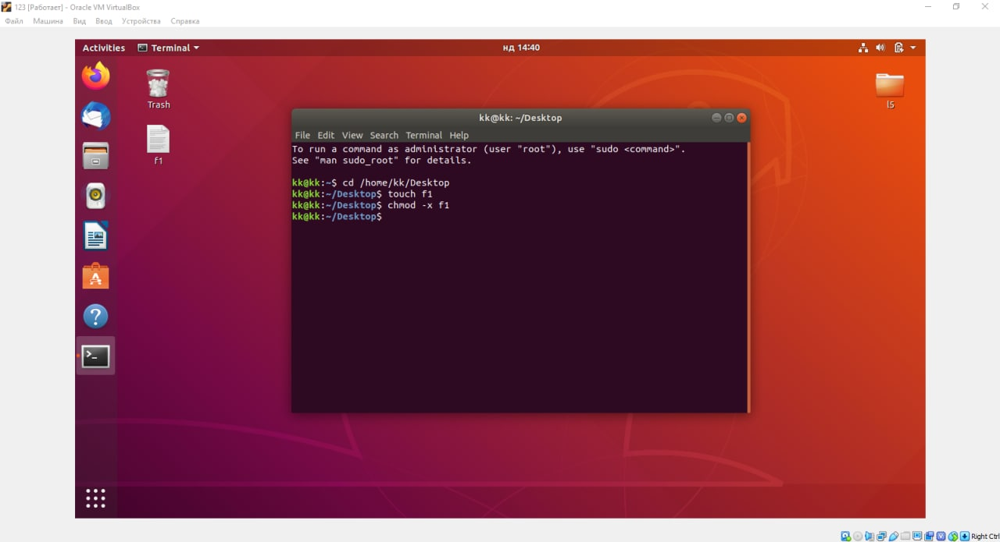 123 [Работает] - Oracle VM VirtualBox
Файл Машина Вид Ввод Устройства Справка
Activities Terminal нд 14:40
Trash
f1
l5
kk@kk: ~/Desktop
File Edit View Search Terminal Help
To run a command as administrator (user "root"), use "sudo <command>".
See "man sudo_root" for details.
kk@kk:~$ cd /home/kk/Desktop
kk@kk:~/Desktop$ touch f1
kk@kk:~/Desktop$ chmod -x f1
kk@kk:~/Desktop$
Right Ctrl